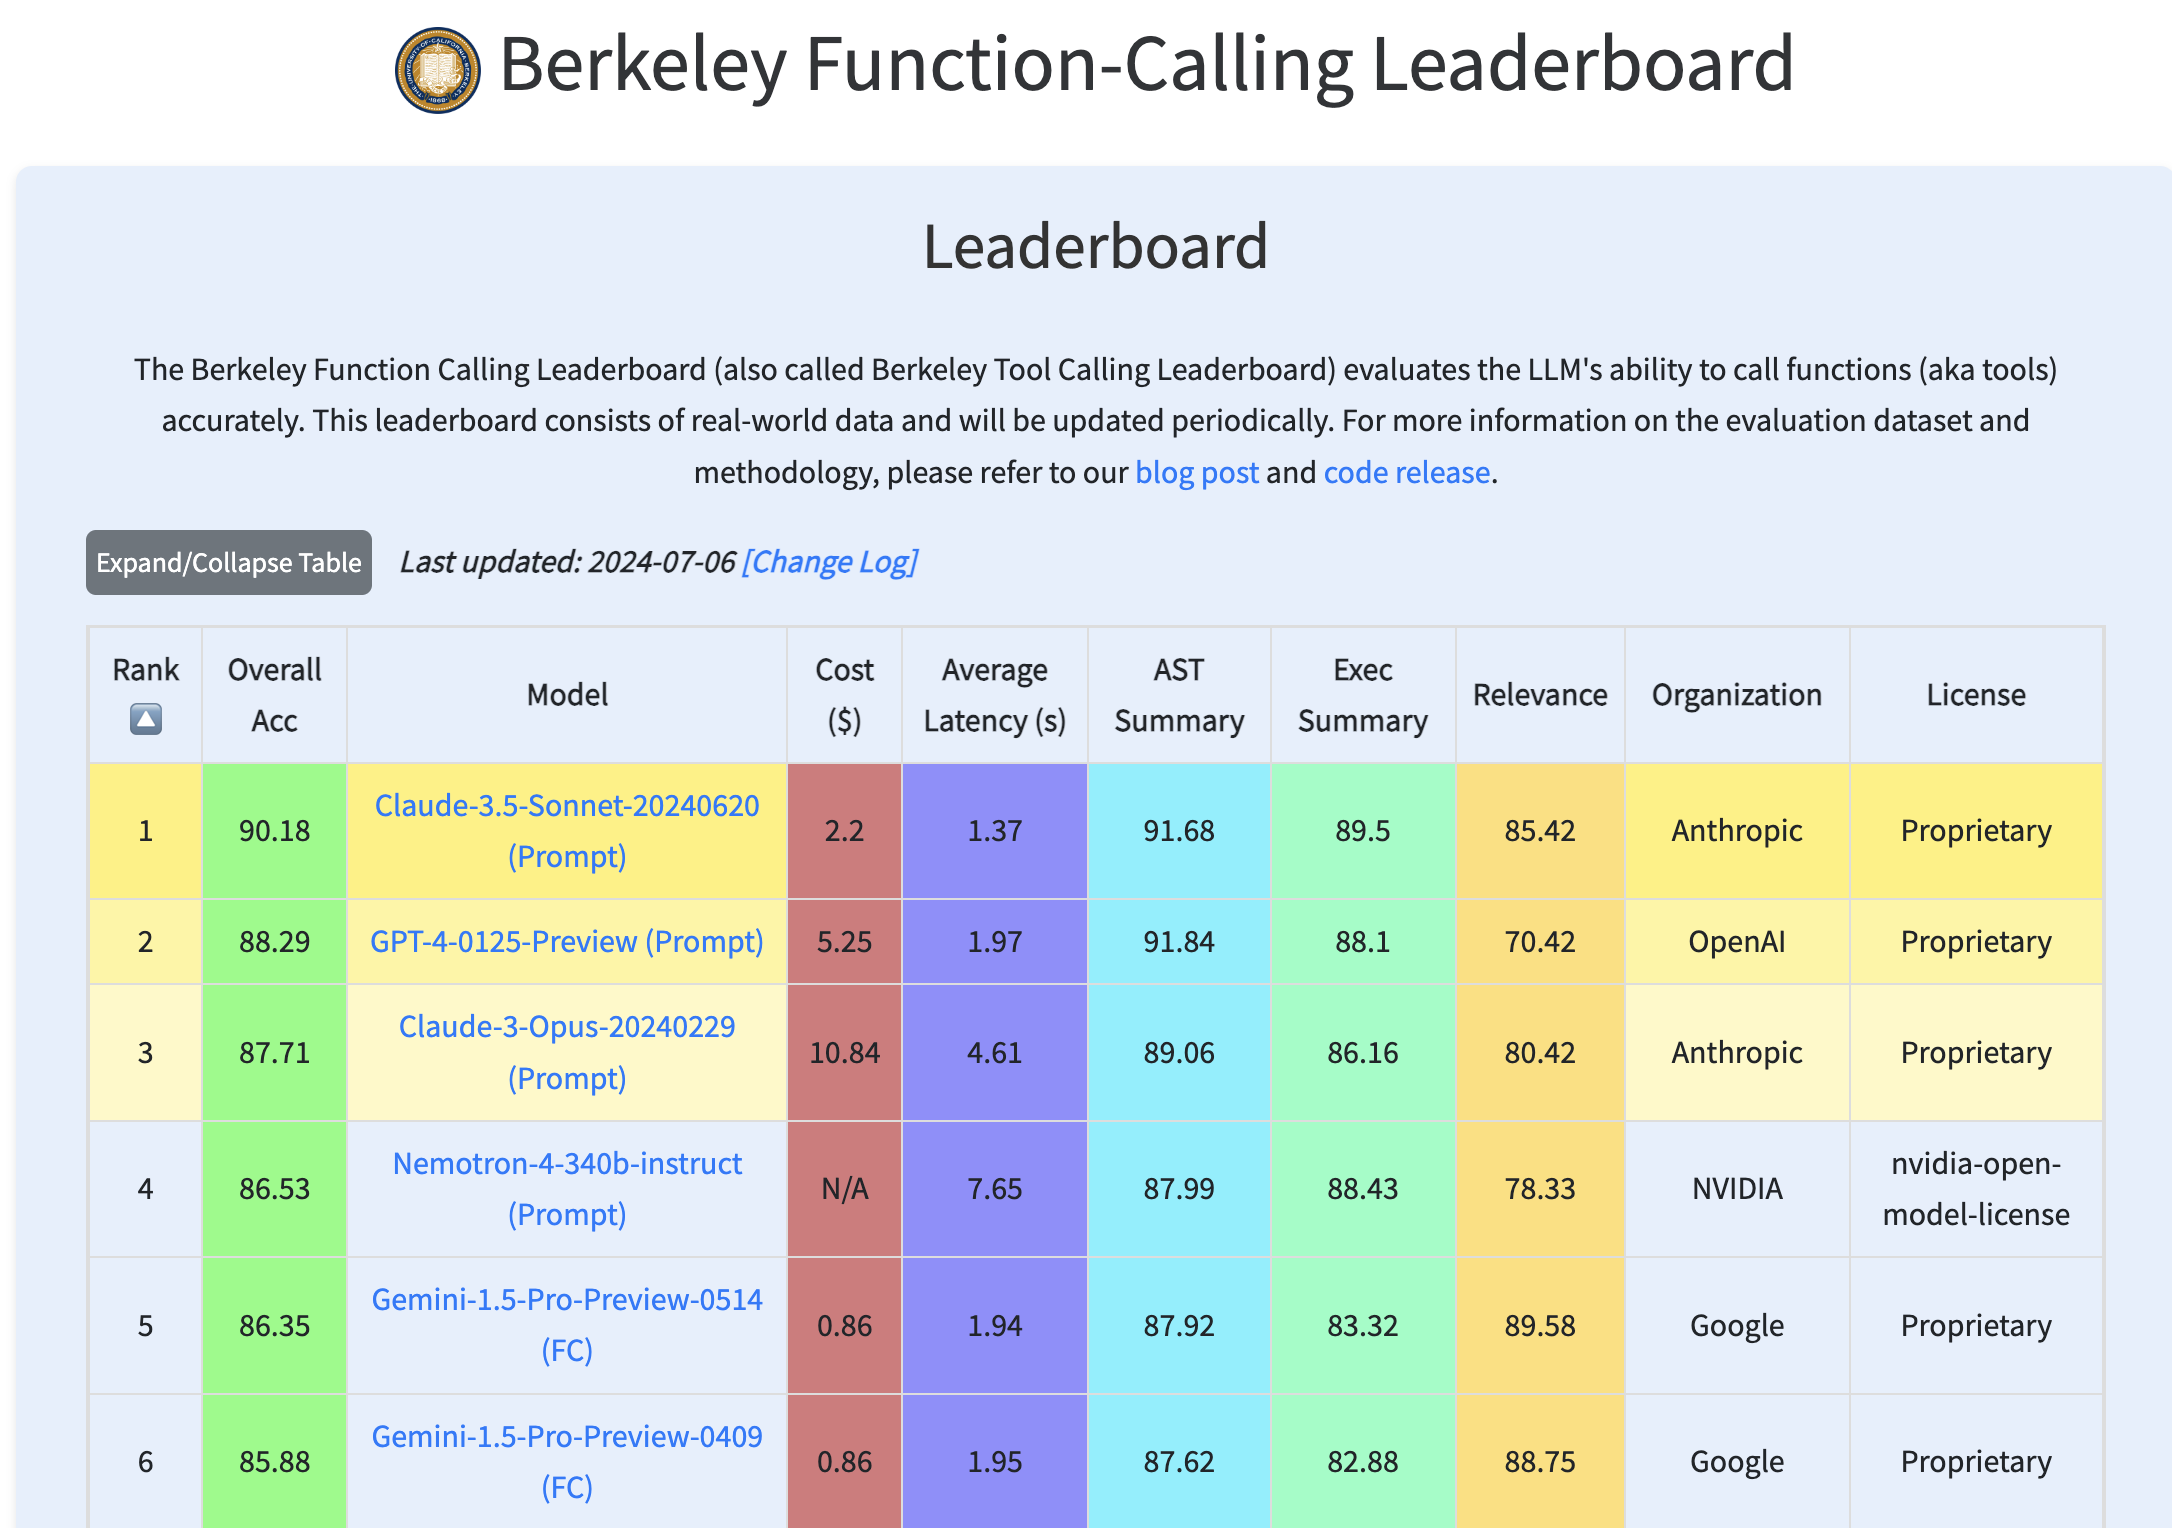 Berkeley Function-Calling Leaderboard
Leaderboard
The Berkeley Function Calling Leaderboard (also called Berkeley Tool Calling Leaderboard) evaluates the LLM's ability to call functions (aka tools)
accurately. This leaderboard consists of real-world data and will be updated periodically. For more information on the evaluation dataset and
methodology, please refer to our blog post and code release.
Expand/Collapse Table Last updated: 2024-07-06 [Change Log]
Rank Overall Acc Model Cost ($) Average Latency (s) AST Summary Exec Summary Relevance Organization License
1 90.18 Claude-3.5-Sonnet-20240620 (Prompt) 2.2 1.37 91.68 89.5 85.42 Anthropic Proprietary
2 88.29 GPT-4-0125-Preview (Prompt) 5.25 1.97 91.84 88.1 70.42 OpenAI Proprietary
3 87.71 Claude-3-Opus-20240229 (Prompt) 10.84 4.61 89.06 86.16 80.42 Anthropic Proprietary
4 86.53 Nemotron-4-340b-instruct (Prompt) N/A 7.65 87.99 88.43 78.33 NVIDIA nvidia-open-model-license
5 86.35 Gemini-1.5-Pro-Preview-0514 (FC) 0.86 1.94 87.92 83.32 89.58 Google Proprietary
6 85.88 Gemini-1.5-Pro-Preview-0409 (FC) 0.86 1.95 87.62 82.88 88.75 Google Proprietary